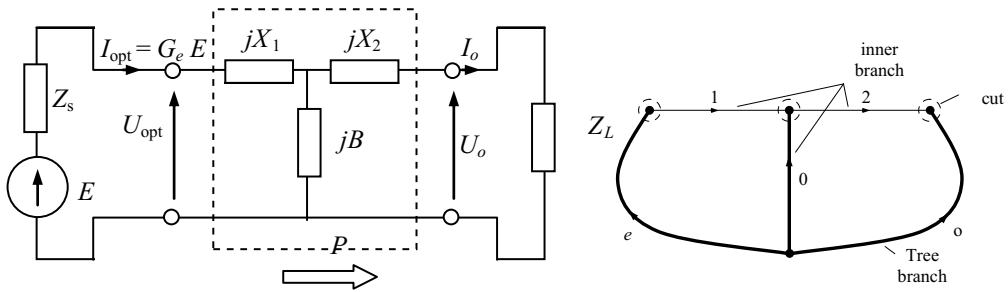 I_opt = G_e E
jX_1
jX_2
I_o
Z_s
U_opt
jB
U_o
E
P
Z_L
inner
branch
1
2
cut
0
e
o
Tree
branch